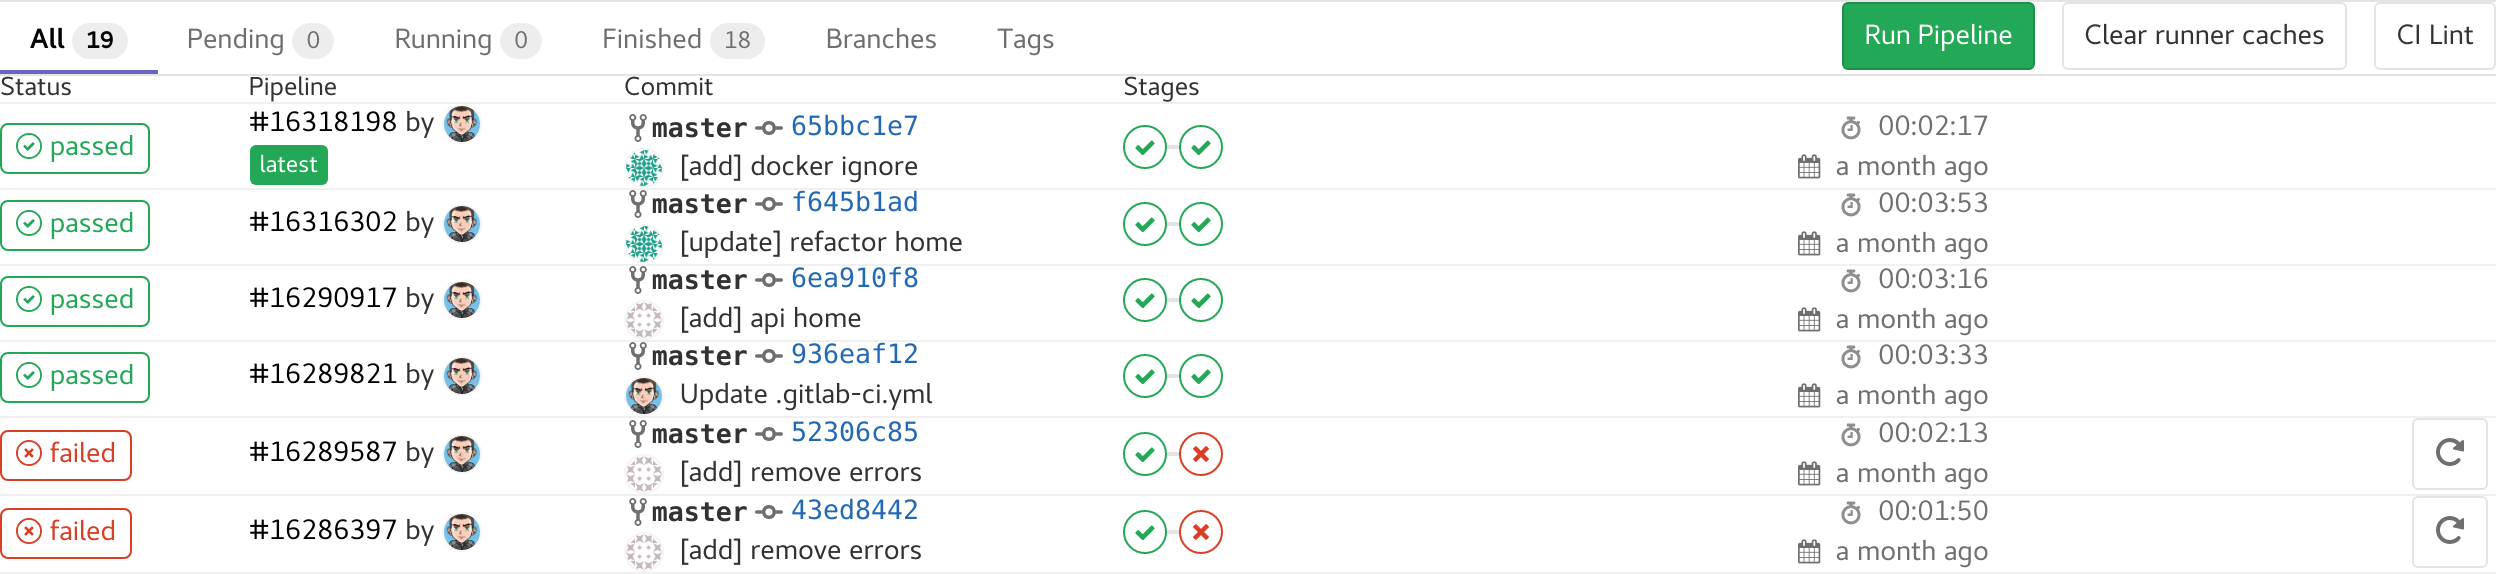 All 19 Pending 0 Running 0 Finished 18 Branches Tags Run Pipeline Clear runner caches CI Lint
Status Pipeline Commit Stages
passed #16318198 by master 65bbc1e7 00:02:17
latest [add] docker ignore a month ago
passed #16316302 by master f645b1ad 00:03:53
[update] refactor home a month ago
passed #16290917 by master 6ea910f8 00:03:16
[add] api home a month ago
passed #16289821 by master 936eaf12 00:03:33
Update .gitlab-ci.yml a month ago
failed #16289587 by master 52306c85 00:02:13
[add] remove errors a month ago
failed #16286397 by master 43ed8442 00:01:50
[add] remove errors a month ago